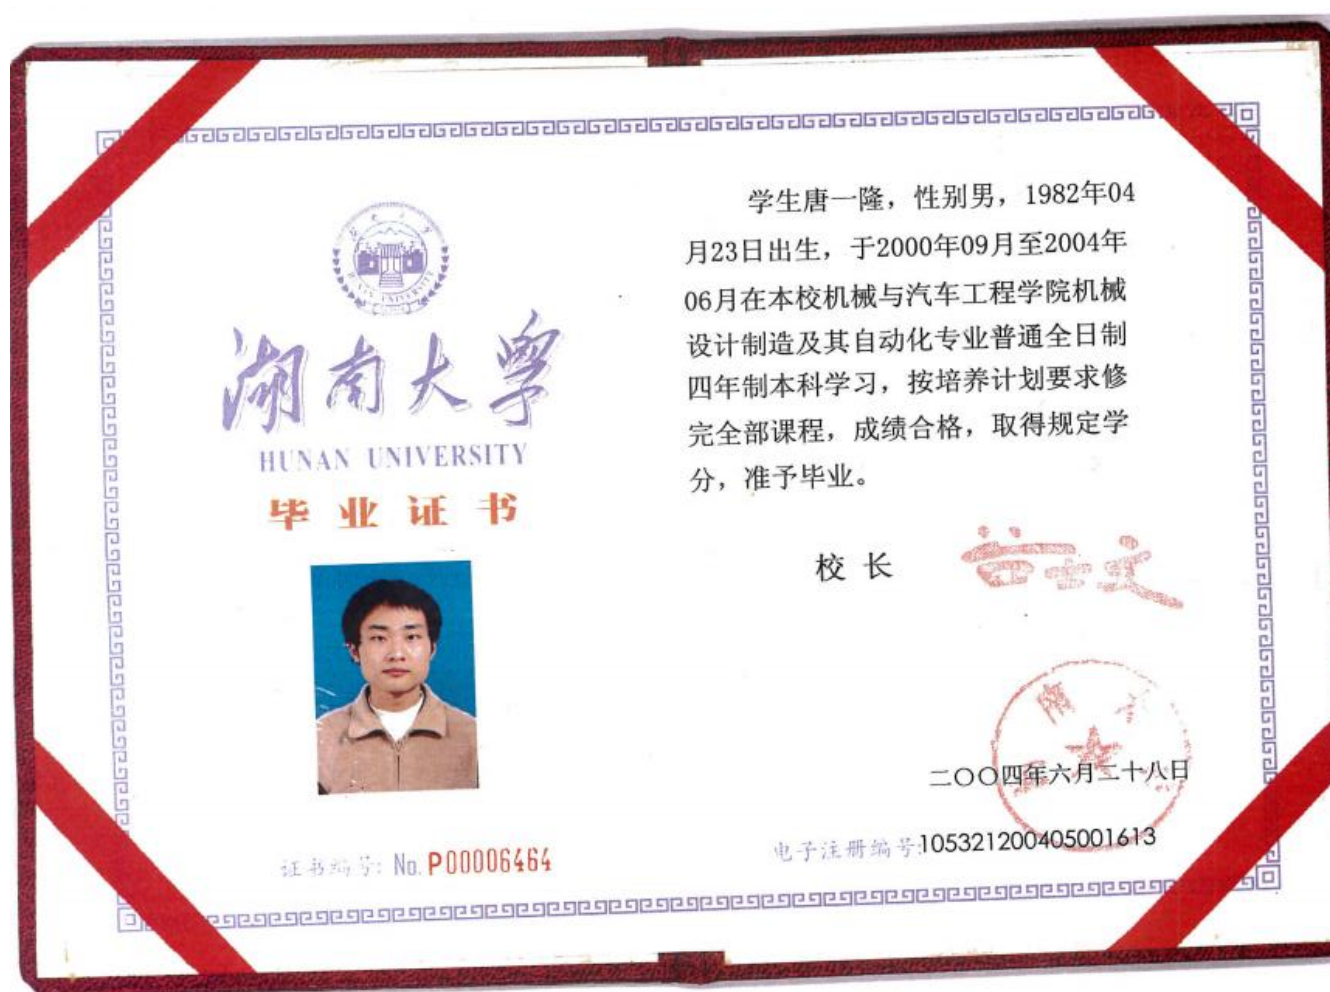 湖南大学
HUNAN UNIVERSITY
毕业证书
证书编号: No. P00006464
学生唐一隆，性别男，1982年04
月23日出生，于2000年09月至2004年
06月在本校机械与汽车工程学院机械
设计制造及其自动化专业普通全日制
四年制本科学习，按培养计划要求修
完全部课程，成绩合格，取得规定学
分，准予毕业。
校 长
二〇〇四年六月二十八日
电子注册编号:105321200405001613